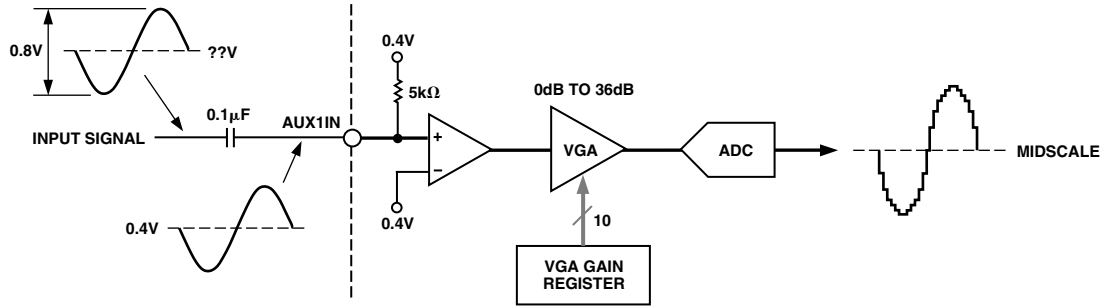 0.8V
??V
0.4V
5kΩ
0dB TO 36dB
0.1μF
INPUT SIGNAL
AUX1IN
+
VGA
ADC
MIDSCALE
–
0.4V
0.4V
10
VGA GAIN
REGISTER